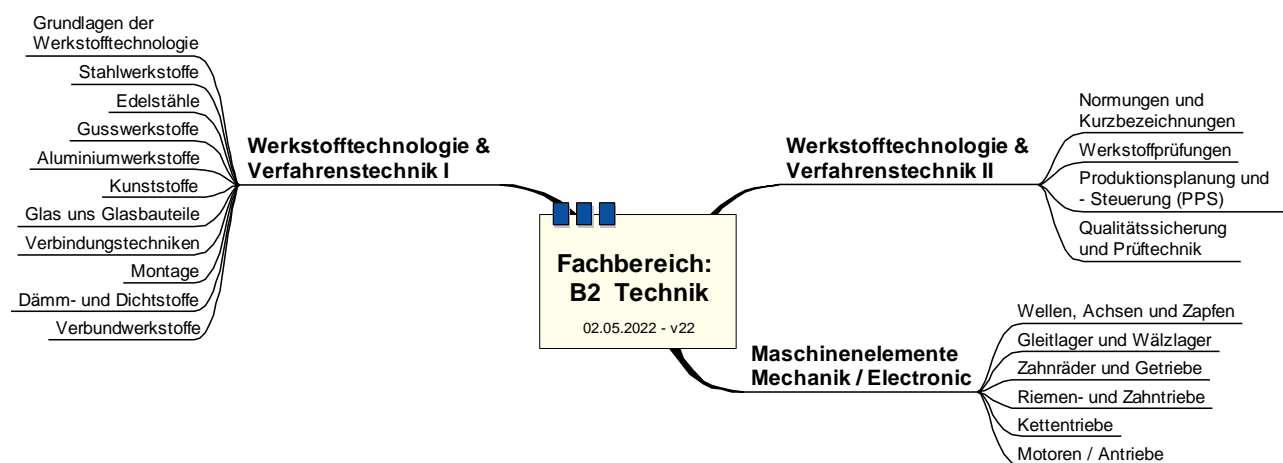 Grundlagen der
Werkstofftechnologie
Stahlwerkstoffe
Edelstähle
Gusswerkstoffe
Aluminiumwerkstoffe
Kunststoffe
Glas uns Glasbauteile
Verbindungstechniken
Montage
Dämm- und Dichtstoffe
Verbundwerkstoffe
Werkstofftechnologie &
Verfahrenstechnik I
Fachbereich:
B2 Technik
02.05.2022 - v22
Werkstofftechnologie &
Verfahrenstechnik II
Normungen und
Kurzbezeichnungen
Werkstoffprüfungen
Produktionsplanung und
- Steuerung (PPS)
Qualitätssicherung
und Prüftechnik
Maschinenelemente
Mechanik / Electronic
Wellen, Achsen und Zapfen
Gleitlager und Wälzlager
Zahnräder und Getriebe
Riemen- und Zahntriebe
Kettentriebe
Motoren / Antriebe